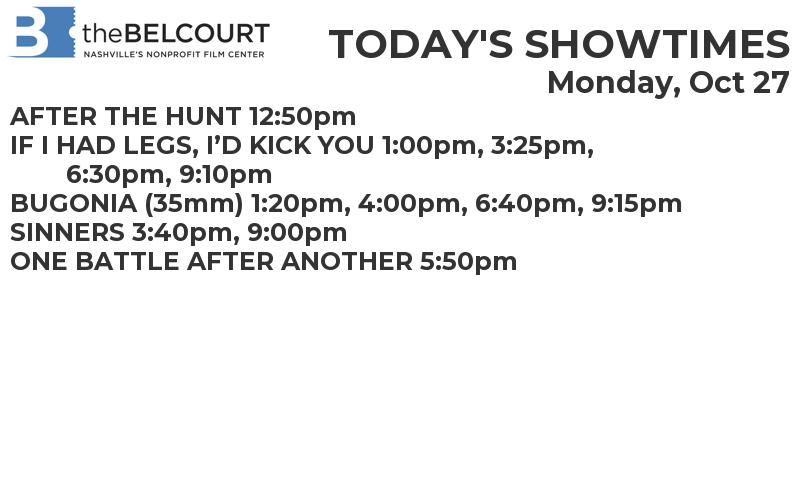 B theBELCOURT
NASHVILLE'S NONPROFIT FILM CENTER
TODAY'S SHOWTIMES
Monday, Oct 27
AFTER THE HUNT 12:50pm
IF I HAD LEGS, I’D KICK YOU 1:00pm, 3:25pm,
6:30pm, 9:10pm
BUGONIA (35mm) 1:20pm, 4:00pm, 6:40pm, 9:15pm
SINNERS 3:40pm, 9:00pm
ONE BATTLE AFTER ANOTHER 5:50pm